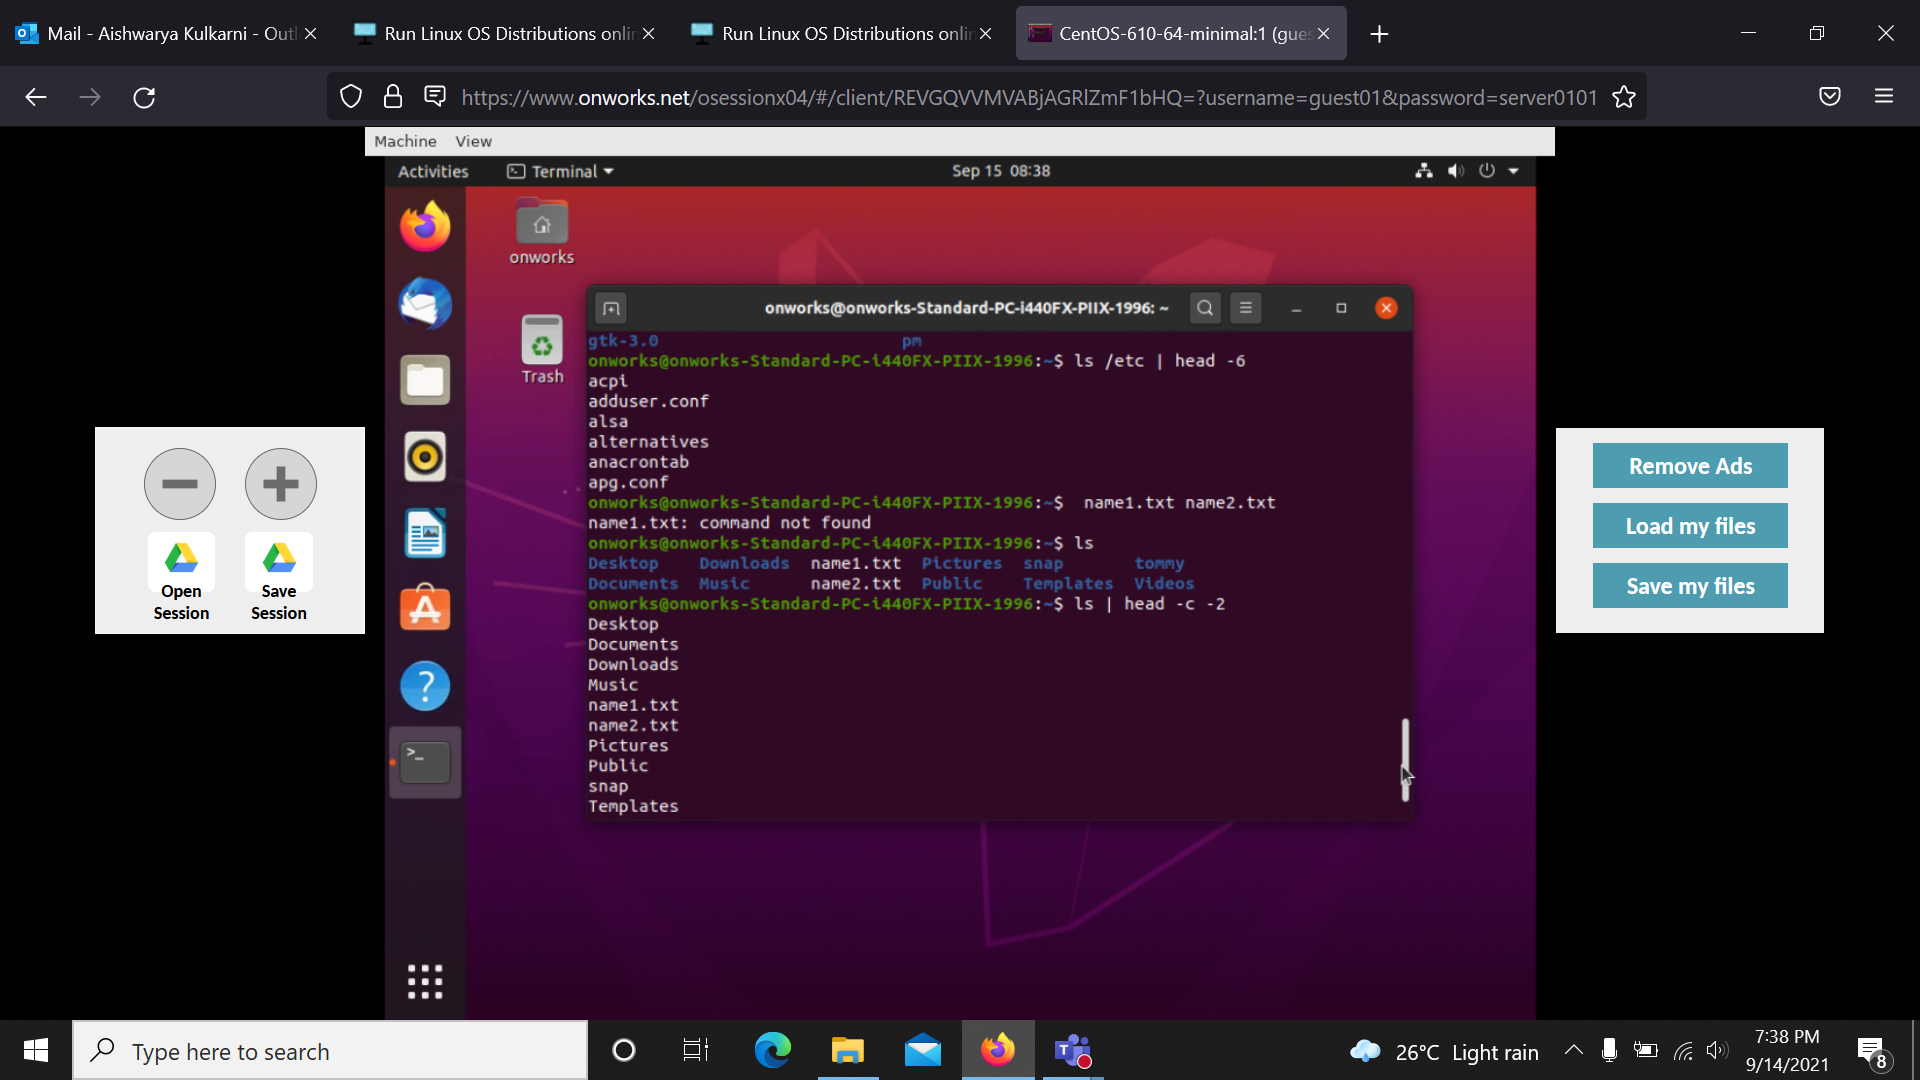 Mail - Aishwarya Kulkarni - Outl
Run Linux OS Distributions onlin
Run Linux OS Distributions onlin
CentOS-610-64-minimal:1 (gues
https://www.onworks.net/osessionx04/#/client/REVGQVVMVABjAGRlZmF1bHQ=?username=guest01&password=server0101
Machine View
Activities Terminal Sep 15 08:38
onworks
Trash
onworks@onworks-Standard-PC-i440FX-PIIX-1996: ~
gtk-3.0 pm
onworks@onworks-Standard-PC-i440FX-PIIX-1996:~$ ls /etc | head -6
acpi
adduser.conf
alsa
alternatives
anacrontab
apg.conf
onworks@onworks-Standard-PC-i440FX-PIIX-1996:~$  name1.txt name2.txt
name1.txt: command not found
onworks@onworks-Standard-PC-i440FX-PIIX-1996:~$ ls
Desktop Downloads name1.txt Pictures snap tommy
Documents Music name2.txt Public Templates Videos
onworks@onworks-Standard-PC-i440FX-PIIX-1996:~$ ls | head -c -2
Desktop
Documents
Downloads
Music
name1.txt
name2.txt
Pictures
Public
snap
Templates
Open Session
Save Session
Remove Ads
Load my files
Save my files
Type here to search
26°C Light rain
7:38 PM
9/14/2021
8